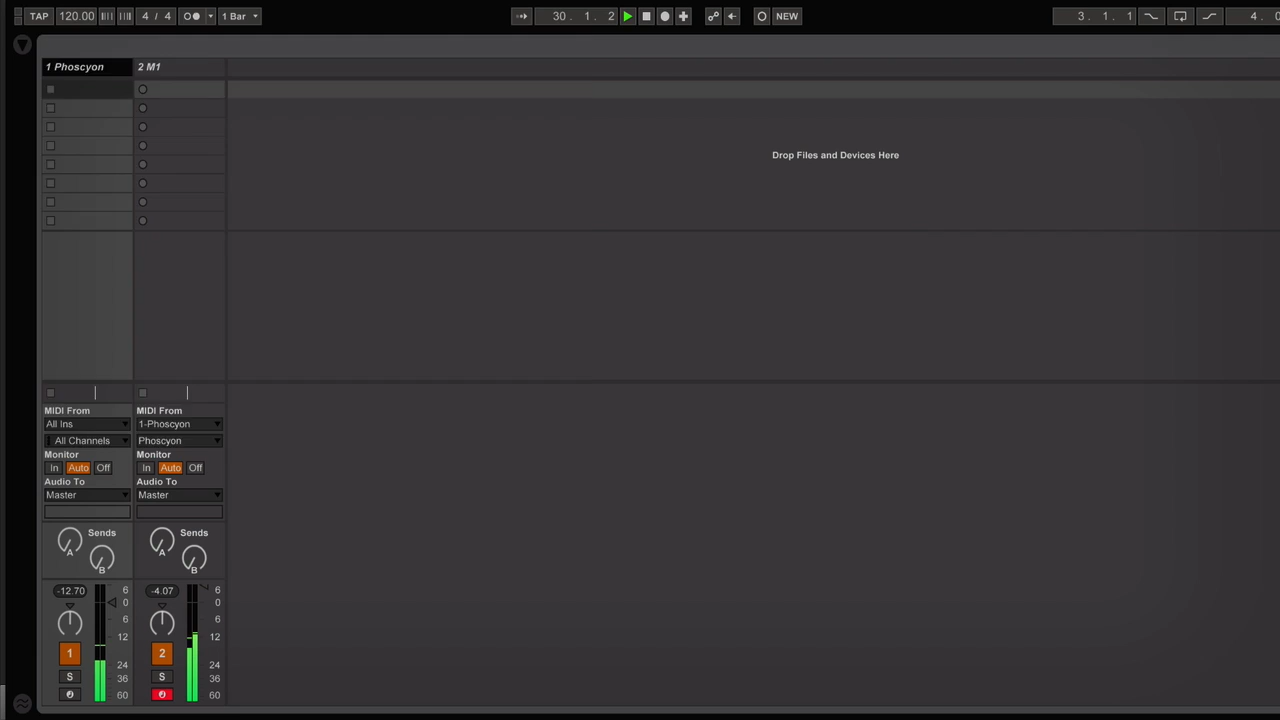 TAP 120.00 4 / 4 1 Bar 30 . 1 . 2 NEW 3 . 1 . 1 4 .
1 Phoscyon 2 M1
Drop Files and Devices Here
MIDI From MIDI From
All Ins 1-Phoscyon
All Channels Phoscyon
Monitor Monitor
In Auto Off In Auto Off
Audio To Audio To
Master Master
Sends Sends
A A
B B
-12.70 6 -4.07 6
0 0
6 6
12 12
1 2
24 24
S 36 S 36
60 60